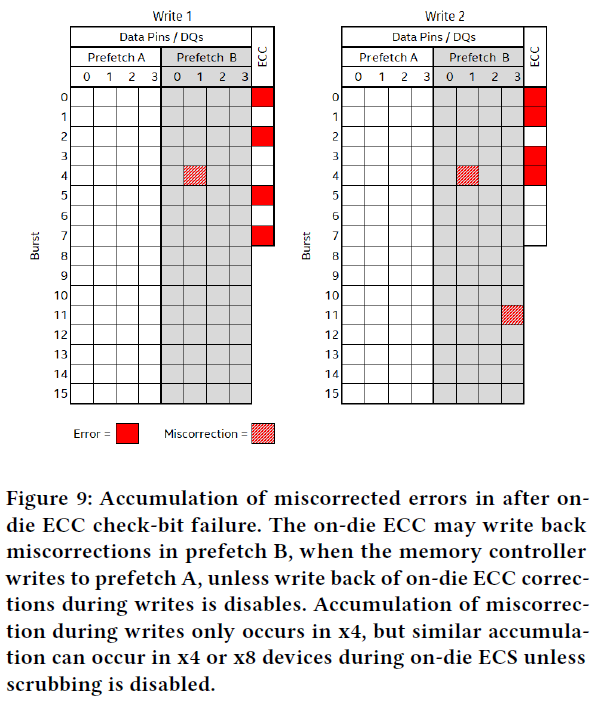 Write 1
Write 2
Data Pins / DQs
ECC
Prefetch A
Prefetch B
0 1 2 3 0 1 2 3
Data Pins / DQs
ECC
Prefetch A
Prefetch B
0 1 2 3 0 1 2 3
Burst
0
1
2
3
4
5
6
7
8
9
10
11
12
13
14
15
Burst
0
1
2
3
4
5
6
7
8
9
10
11
12
13
14
15
Error =
Miscorrection =
Figure 9: Accumulation of miscorrected errors in after on-
die ECC check-bit failure. The on-die ECC may write back
miscorrections in prefetch B, when the memory controller
writes to prefetch A, unless write back of on-die ECC correc-
tions during writes is disables. Accumulation of miscorrec-
tion during writes only occurs in x4, but similar accumula-
tion can occur in x4 or x8 devices during on-die ECS unless
scrubbing is disabled.